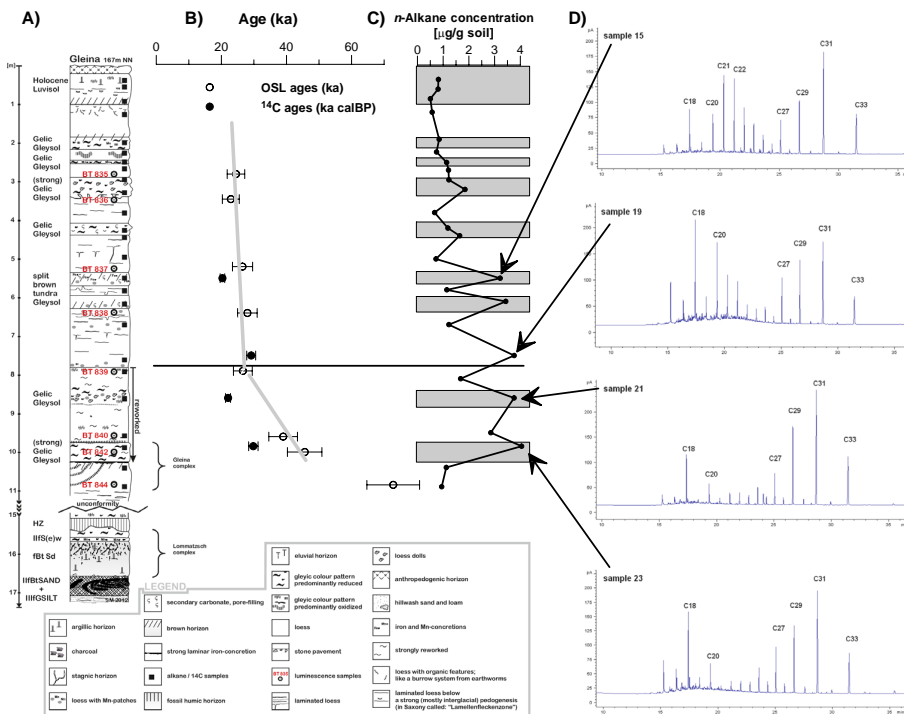 A)
B)
C)
D)
Gleina 167m NN
[m]
Age (ka)
0 20 40 60 80
OSL ages (ka)
14C ages (ka calBP)
n-Alkane concentration
[µg/g soil]
0 1 2 3 4
Holocene
Luvisol
1
Gelic
Gleysol
2
Gelic
Gleysol
(strong)
Gelic
Gleysol
BT 835
3
BT 836
4
Gelic
Gleysol
5
BT 837
split
brown
tundra
Gleysol
6
BT 838
7
8
BT 839
Gelic
Gleysol
9
reworked
BT 840
(strong)
Gelic
Gleysol
10
BT 842
BT 844
11
Gleina
complex
unconformity
15
HZ
IIfS(e)w
16
fBt Sd
IIfBtSAND
+
IIIfGSILT
17
Lommatzsch
complex
sample 15
C18
C20
C21
C22
C27
C29
C31
C33
sample 19
C18
C20
C27
C29
C31
C33
sample 21
C18
C20
C27
C29
C31
C33
sample 23
C18
C20
C27
C29
C31
C33
LEGEND
argillic horizon
charcoal
stagnic horizon
loess with Mn-patches
secondary carbonate, pore-filling
brown horizon
strong laminar iron-concretion
alkane / 14C samples
fossil humic horizon
eluvial horizon
gleyic colour pattern
predominantly reduced
gleyic colour pattern
predominantly oxidized
loess
stone pavement
luminescence samples
laminated loess
loess dolls
anthropedogenic horizon
hillwash sand and loam
iron and Mn-concretions
strongly reworked
loess with organic features;
like a burrow system from earthworms
laminated loess below
a strong (mostly interglacial) pedogenesis
(in Saxony called: "Lamellenfleckenzone")